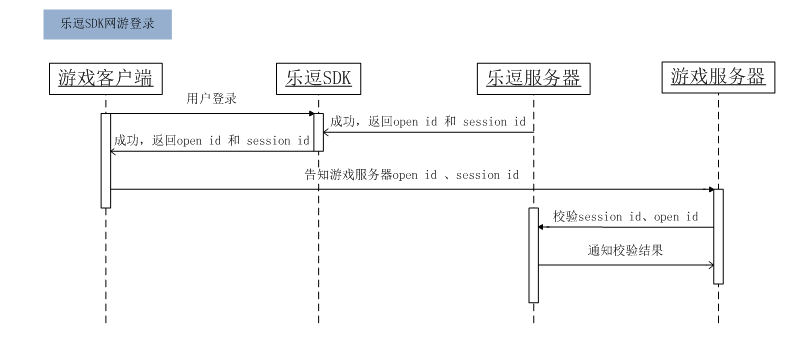 乐逗SDK网游登录
游戏客户端
乐逗SDK
乐逗服务器
游戏服务器
用户登录
成功，返回open id 和 session id
成功，返回open id 和 session id
告知游戏服务器open id 、session id
校验session id、open id
通知校验结果